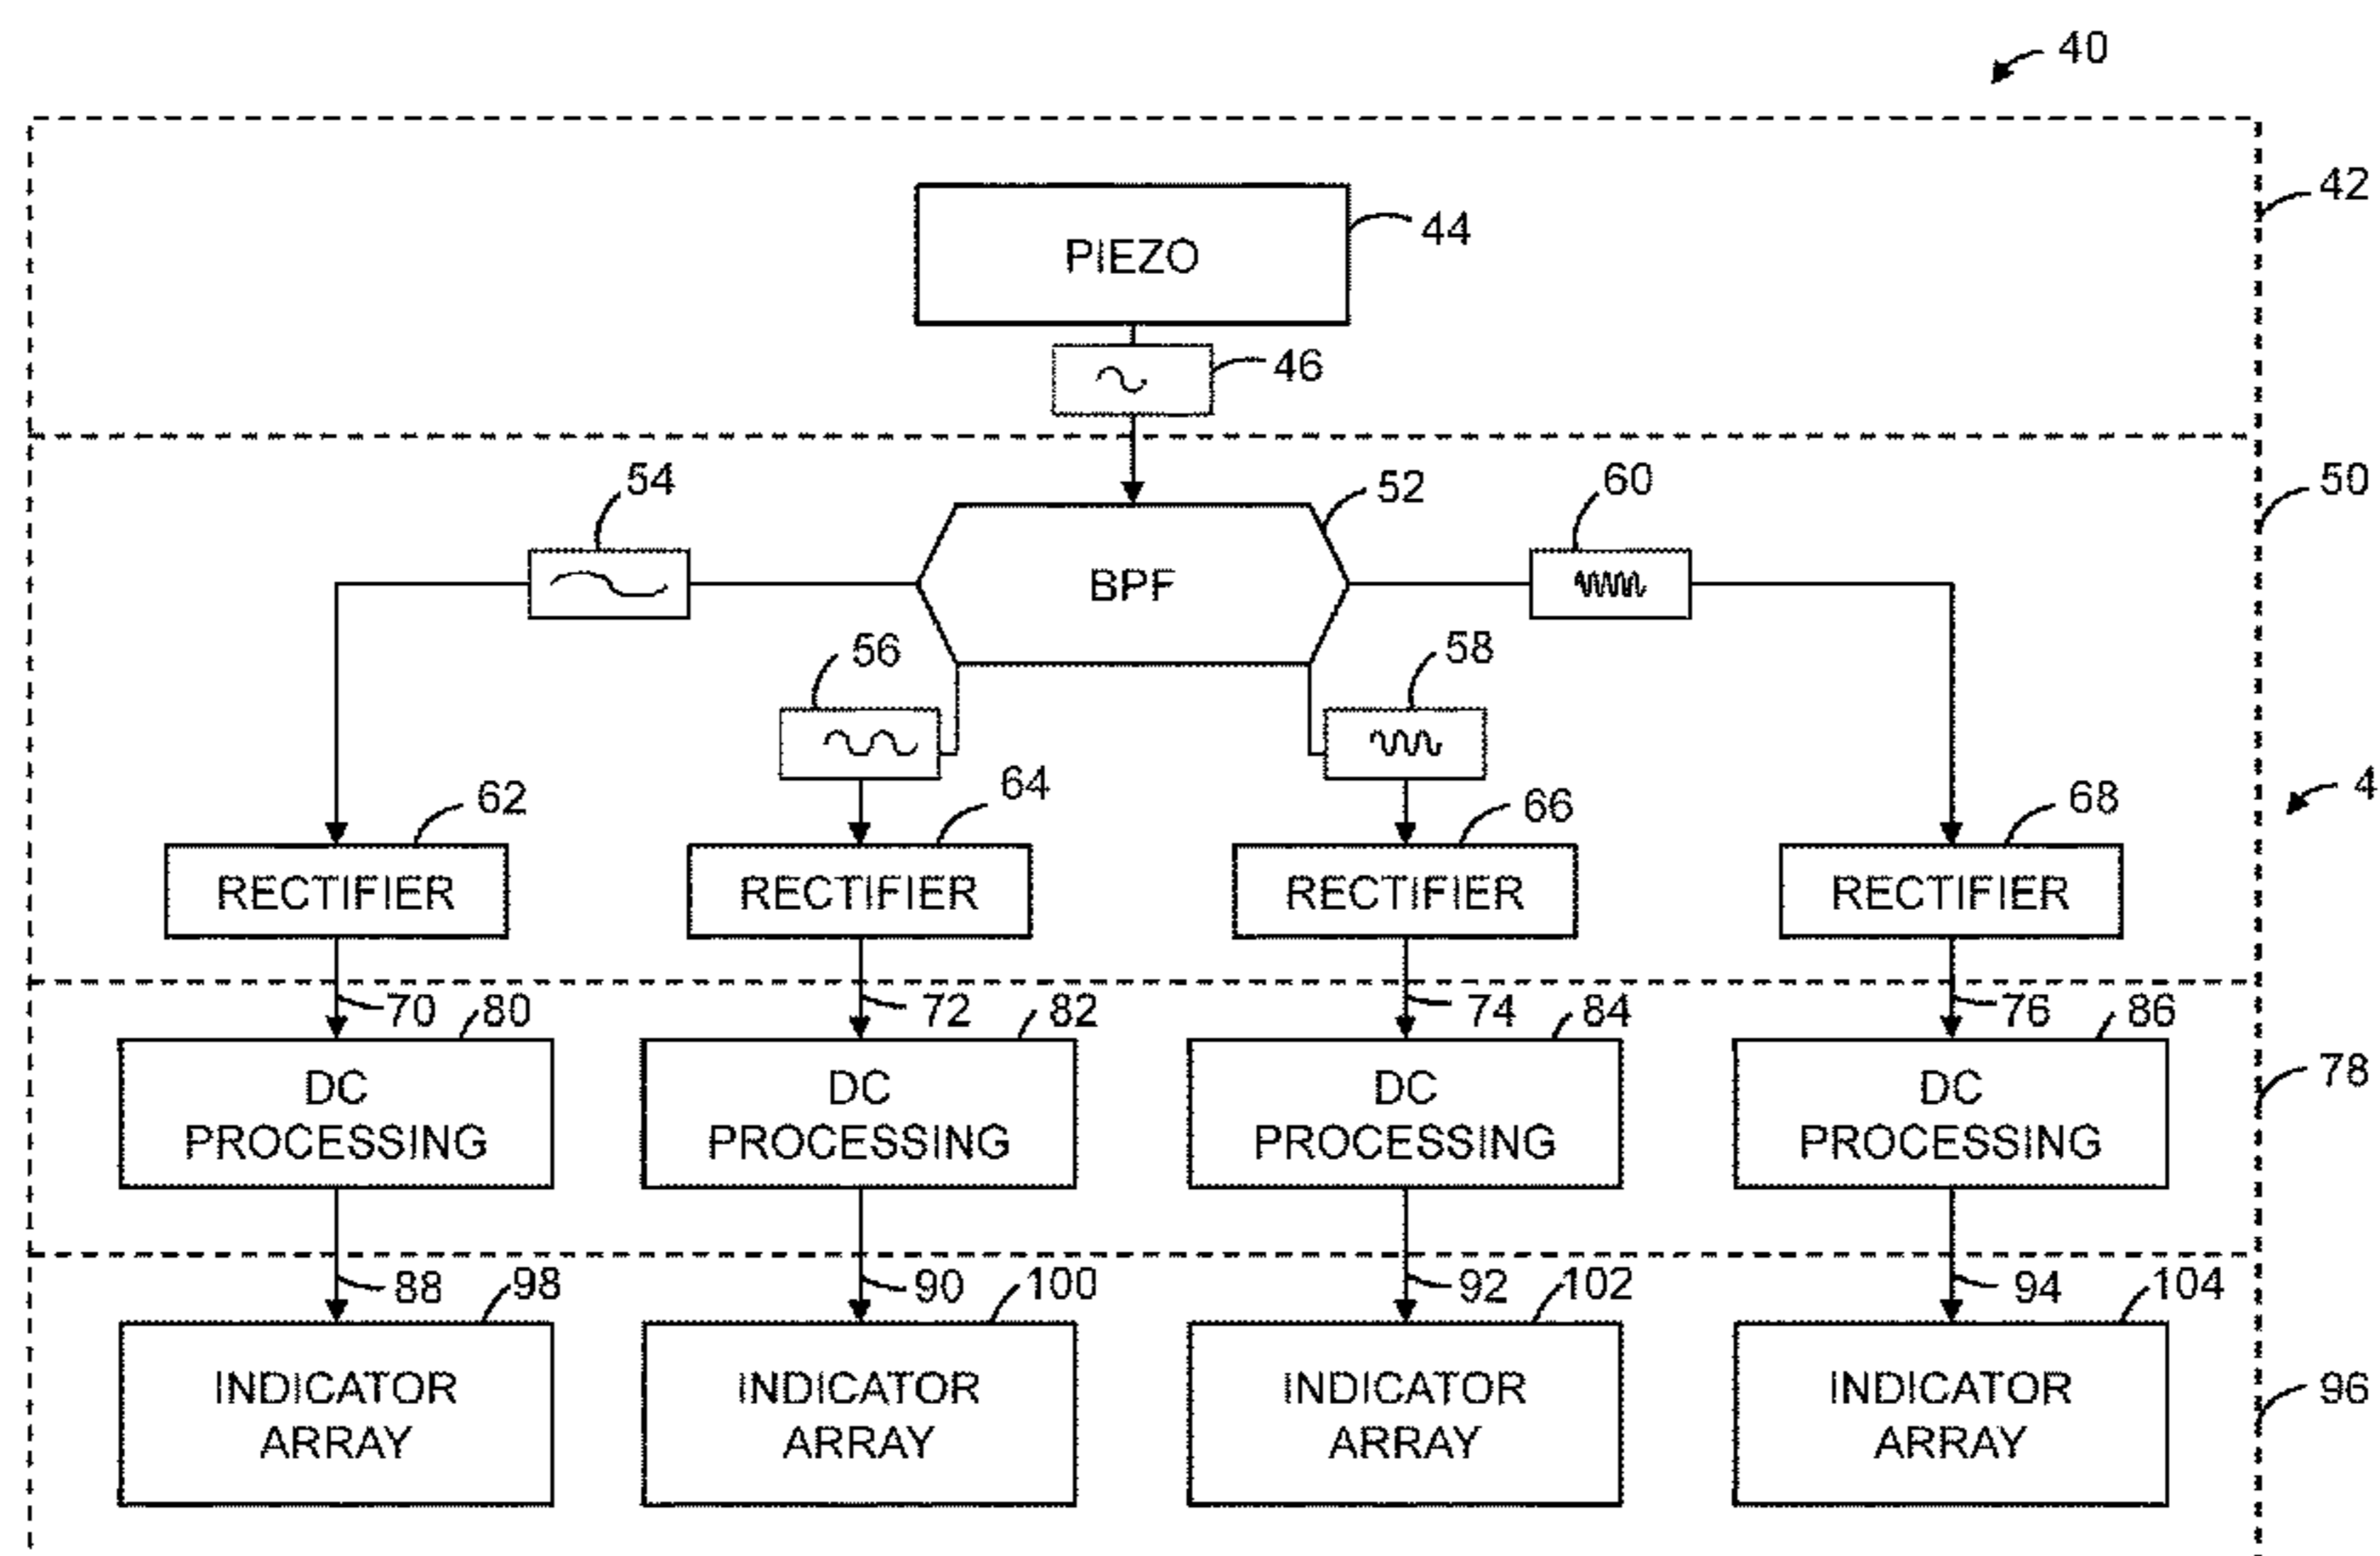 40
42
PIEZO
44
46
54
52
60
50
BPF
56
58
62
64
66
68
4
RECTIFIER
RECTIFIER
RECTIFIER
RECTIFIER
70
80
72
82
74
84
76
86
78
DC
PROCESSING
DC
PROCESSING
DC
PROCESSING
DC
PROCESSING
88
98
90
100
92
102
94
104
96
INDICATOR
ARRAY
INDICATOR
ARRAY
INDICATOR
ARRAY
INDICATOR
ARRAY